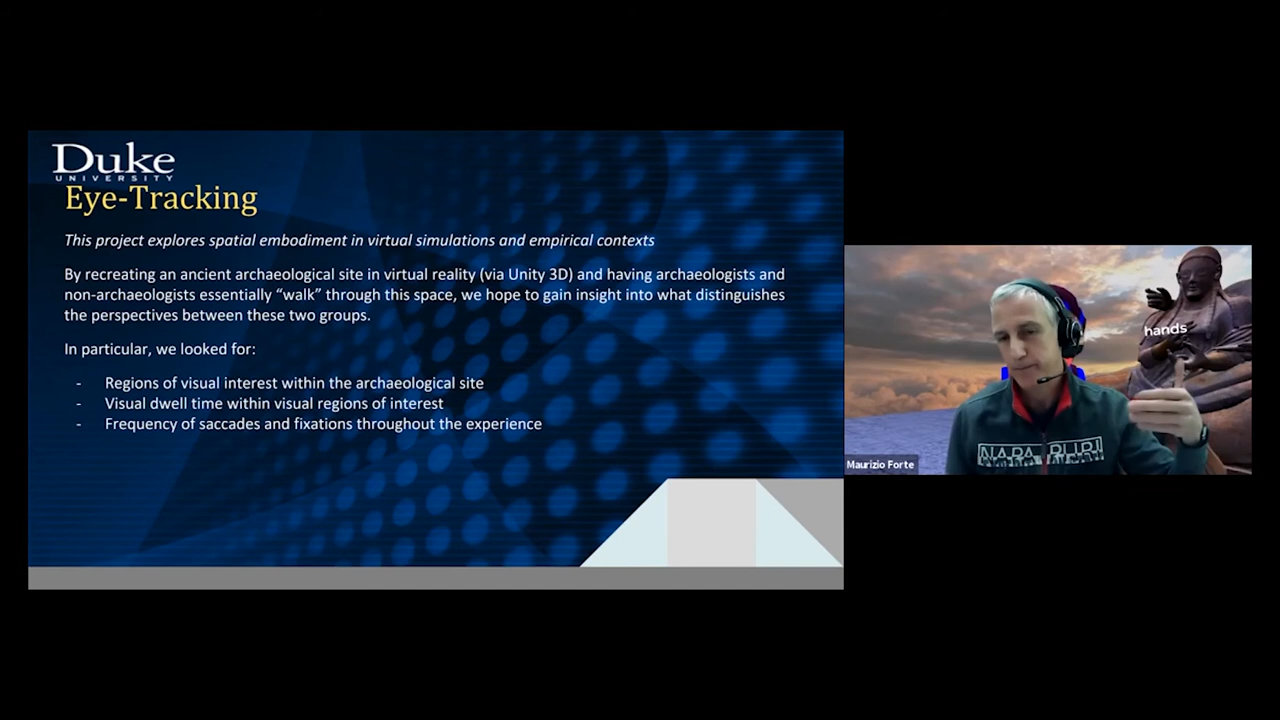 Duke
UNIVERSITY
Eye-Tracking
This project explores spatial embodiment in virtual simulations and empirical contexts
By recreating an ancient archaeological site in virtual reality (via Unity 3D) and having archaeologists and
non-archaeologists essentially “walk” through this space, we hope to gain insight into what distinguishes
the perspectives between these two groups.
In particular, we looked for:
- Regions of visual interest within the archaeological site
- Visual dwell time within visual regions of interest
- Frequency of saccades and fixations throughout the experience
hands
Maurizio Forte